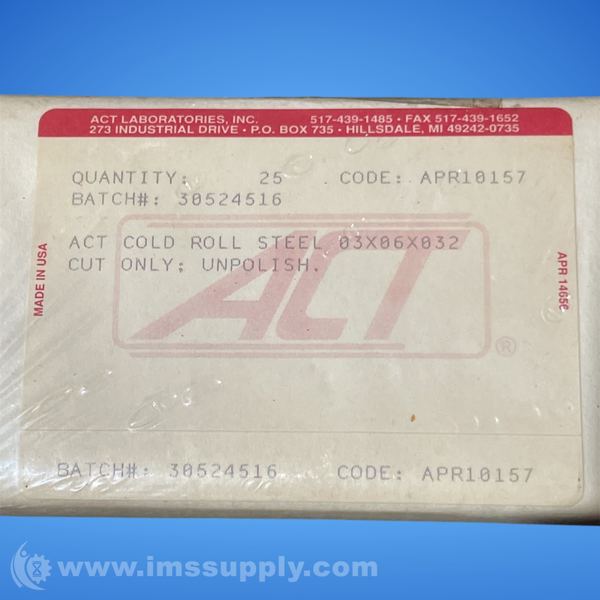 ACT LABORATORIES, INC. 517-439-1485 • FAX 517-439-1652
273 INDUSTRIAL DRIVE • P.O. BOX 735 • HILLSDALE, MI 49242-0735
QUANTITY: 25 CODE: APR10157
BATCH#: 30524516
ACT COLD ROLL STEEL 03X06X032
CUT ONLY; UNPOLISH.
MADE IN USA
ACT ®
APR 1465C
BATCH#: 30524516 CODE: APR10157
www.imssupply.com